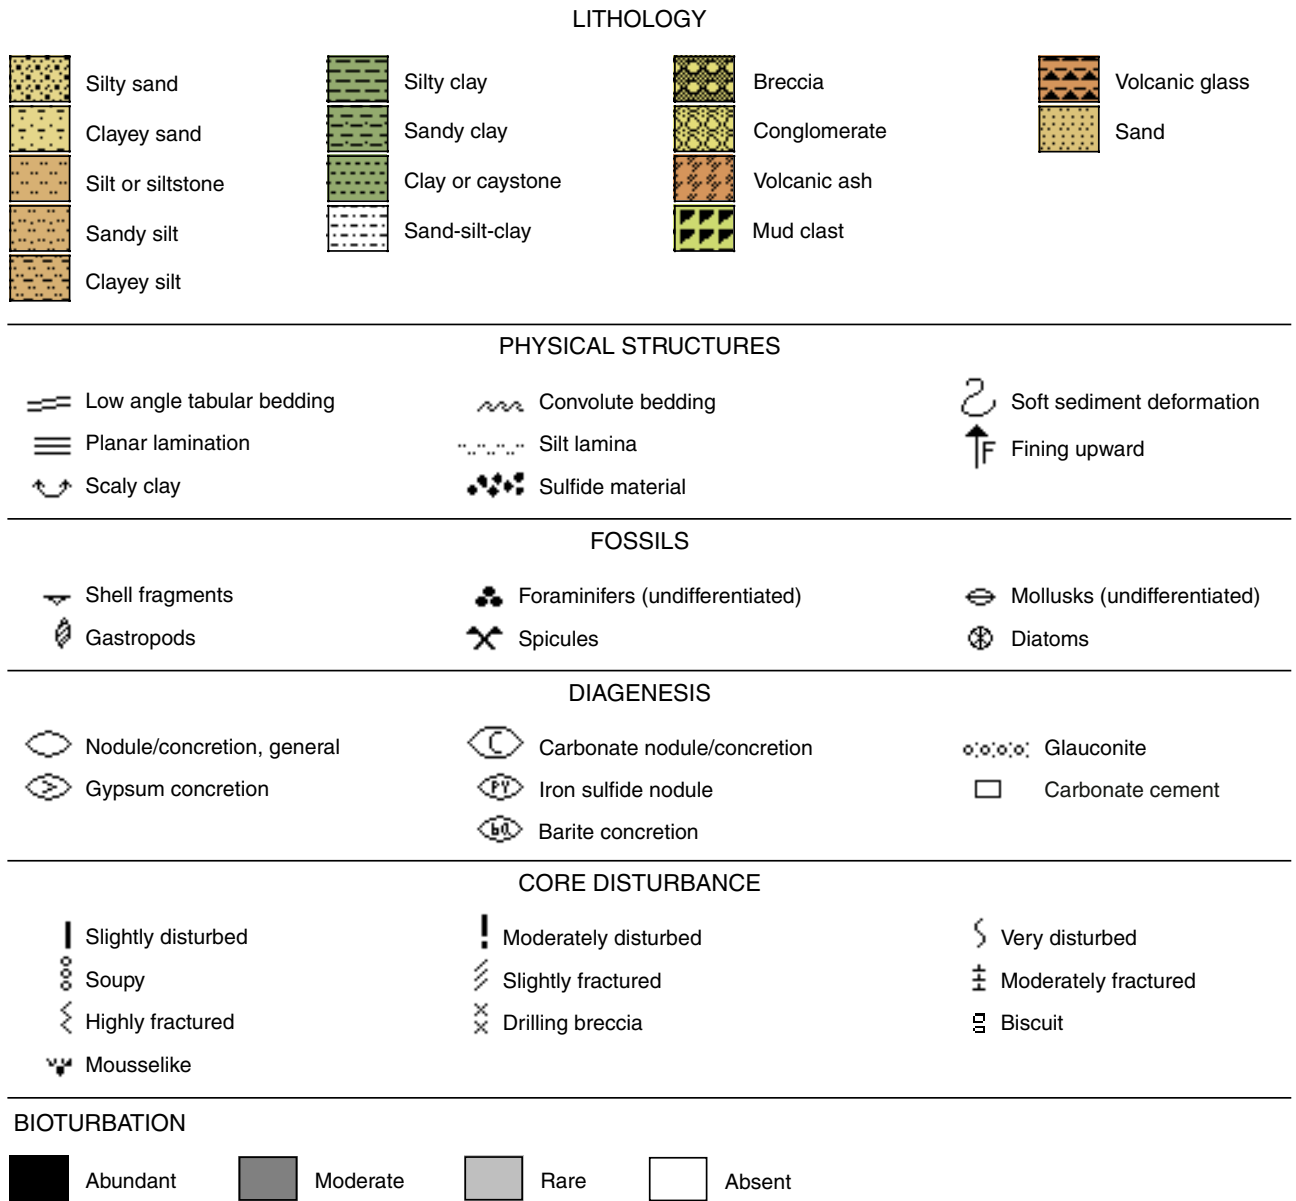 LITHOLOGY
Silty sand Silty clay Breccia Volcanic glass
Clayey sand Sandy clay Conglomerate Sand
Silt or siltstone Clay or caystone Volcanic ash
Sandy silt Sand-silt-clay Mud clast
Clayey silt
PHYSICAL STRUCTURES
Low angle tabular bedding Convolute bedding Soft sediment deformation
Planar lamination Silt lamina F Fining upward
Scaly clay Sulfide material
FOSSILS
Shell fragments Foraminifers (undifferentiated) Mollusks (undifferentiated)
Gastropods Spicules Diatoms
DIAGENESIS
Nodule/concretion, general C Carbonate nodule/concretion Glauconite
Gypsum concretion PY Iron sulfide nodule Carbonate cement
ba Barite concretion
CORE DISTURBANCE
Slightly disturbed Moderately disturbed Very disturbed
Soupy Slightly fractured Moderately fractured
Highly fractured Drilling breccia Biscuit
Mousselike
BIOTURBATION
Abundant Moderate Rare Absent